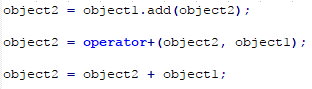 object2 = object1.add(object2);
object2 = operator+(object2, object1);
object2 = object2 + object1;